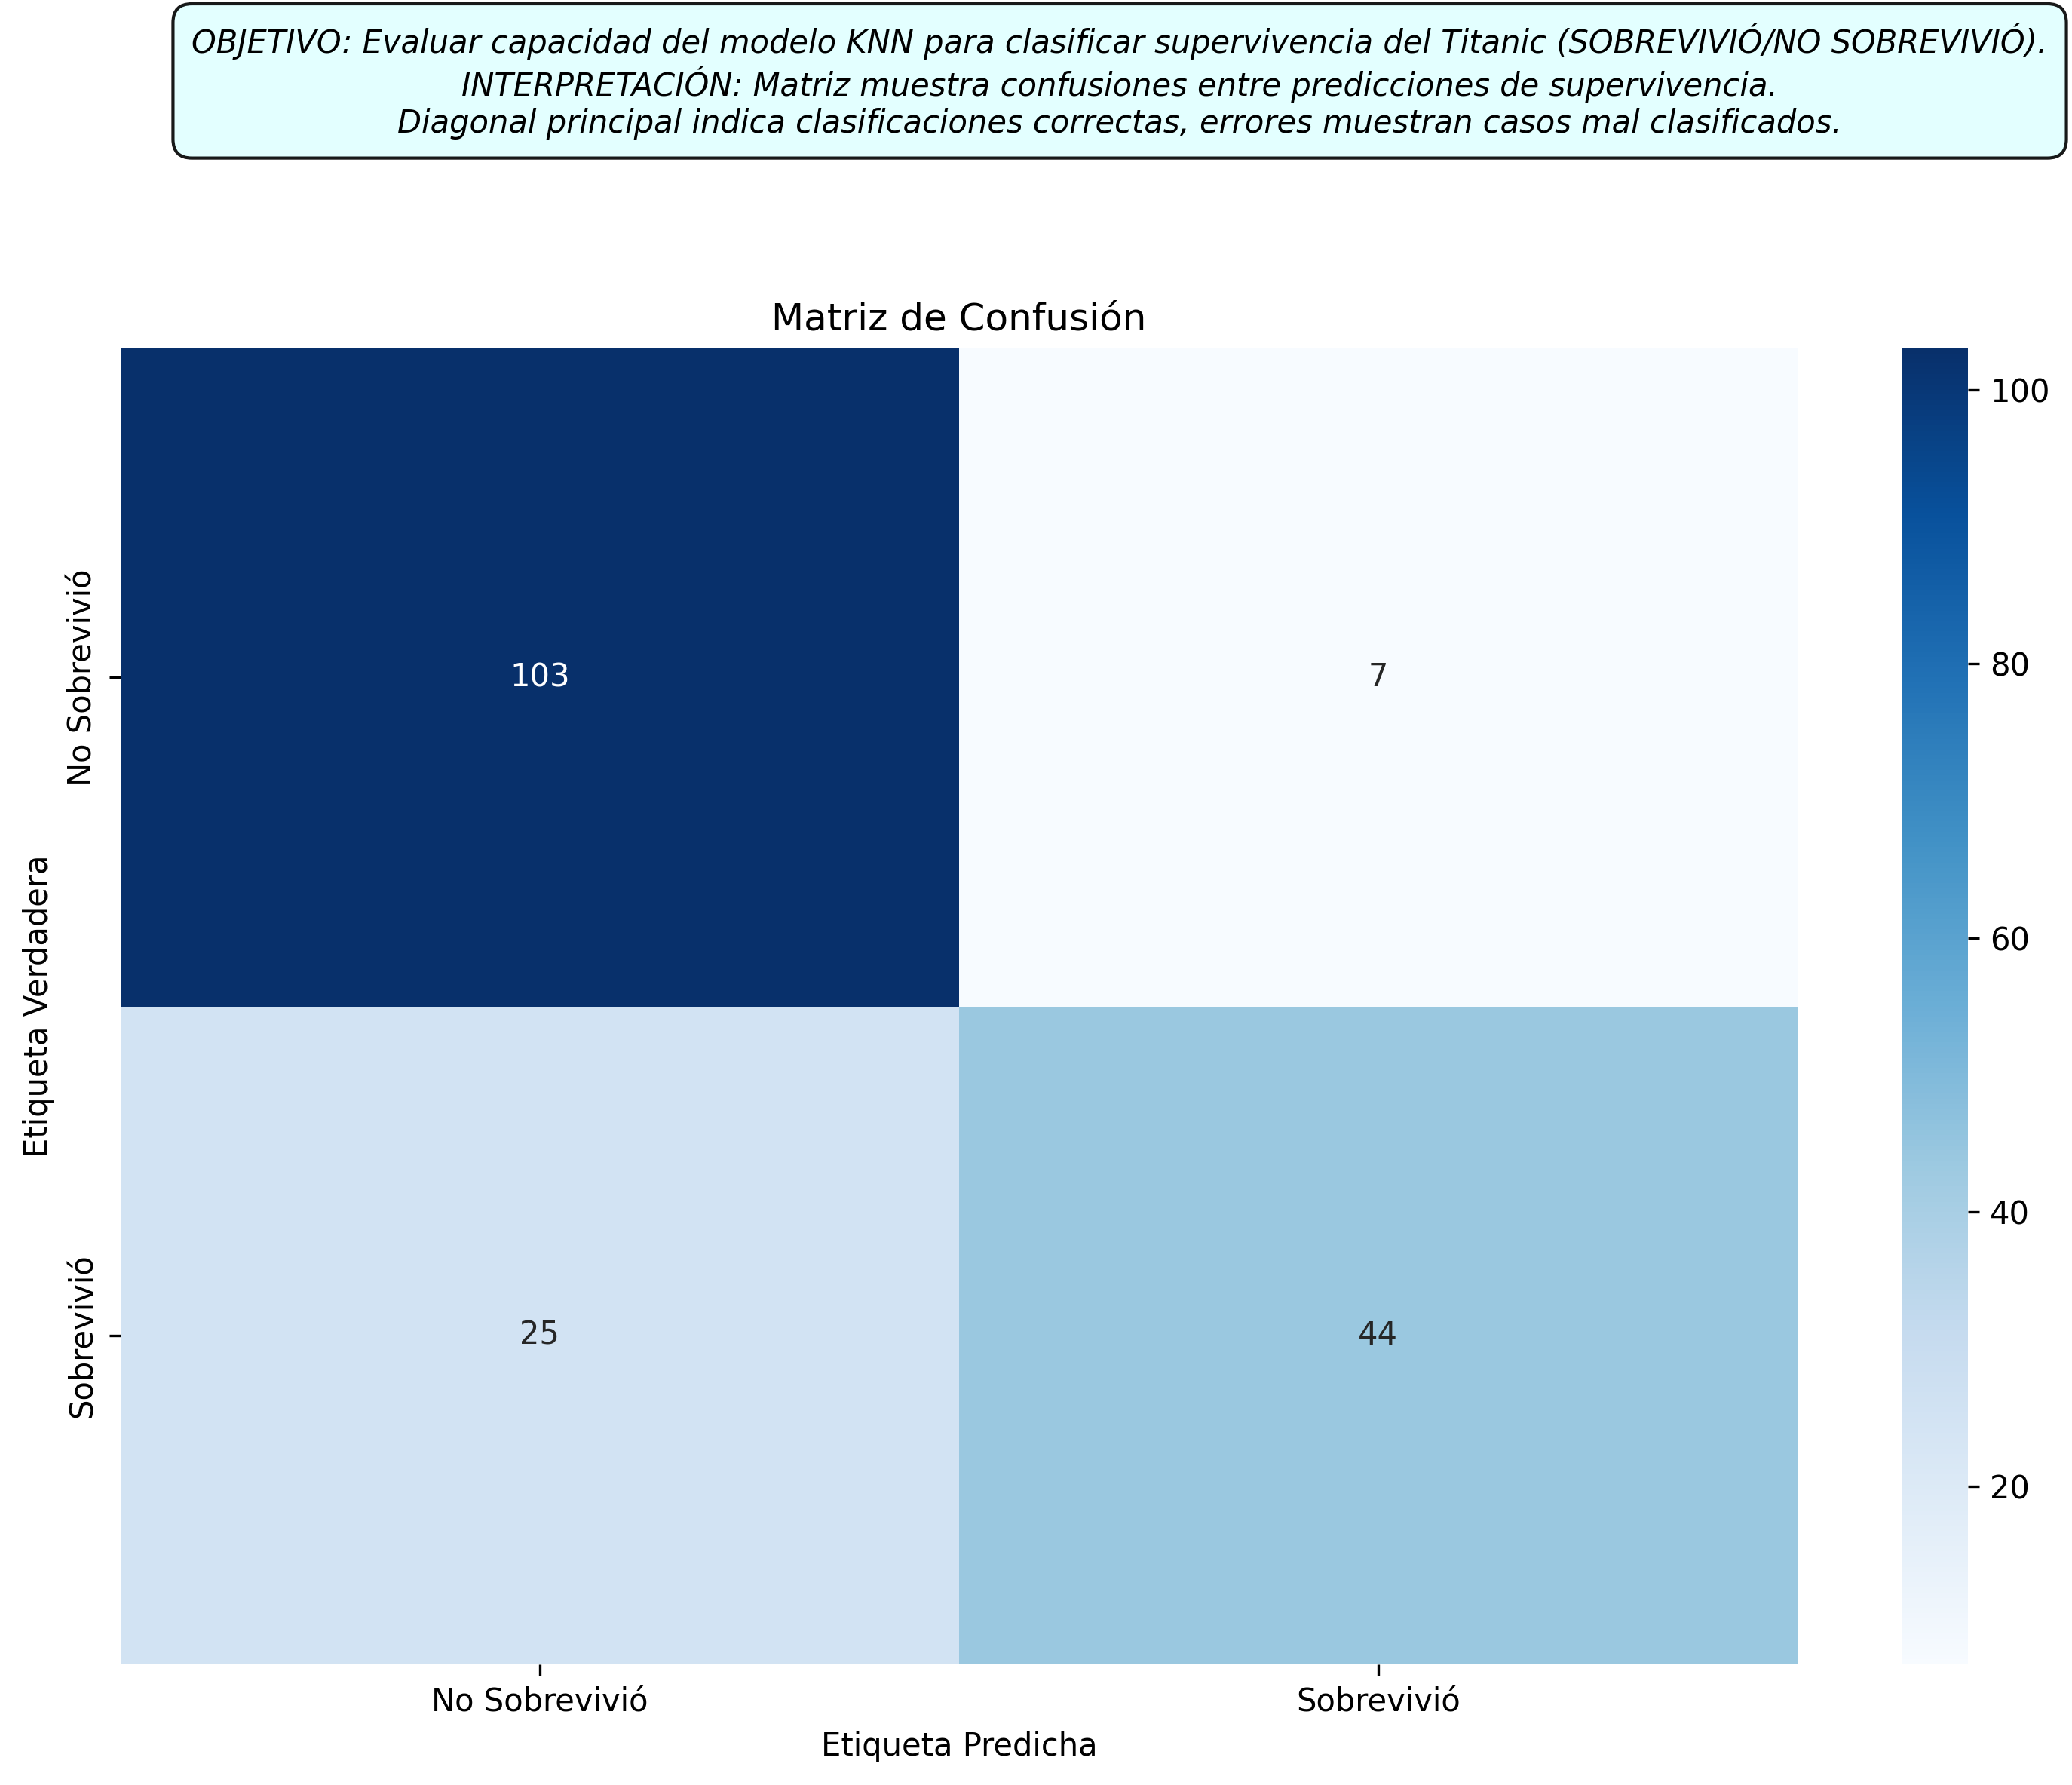 OBJETIVO: Evaluar capacidad del modelo KNN para clasificar supervivencia del Titanic (SOBREVIVIÓ/NO SOBREVIVIÓ).
INTERPRETACIÓN: Matriz muestra confusiones entre predicciones de supervivencia.
Diagonal principal indica clasificaciones correctas, errores muestran casos mal clasificados.
Matriz de Confusión
Etiqueta Verdadera
No Sobrevivió
103
7
Sobrevivió
25
44
No Sobrevivió
Sobrevivió
Etiqueta Predicha
100
80
60
40
20